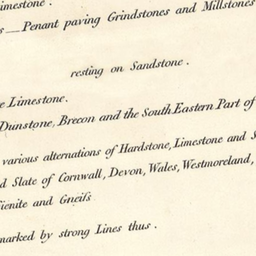 imestone .
s — Penant paving Grindstones and Millstones
resting on Sandstone .
e Limestone.
Dunstone, Brecon and the South Eastern Part of
various alternations of Hardstone, Limestone and S
d Slate of Cornwall, Devon, Wales, Westmoreland,
ienite and Gneiſs
marked by strong Lines thus .